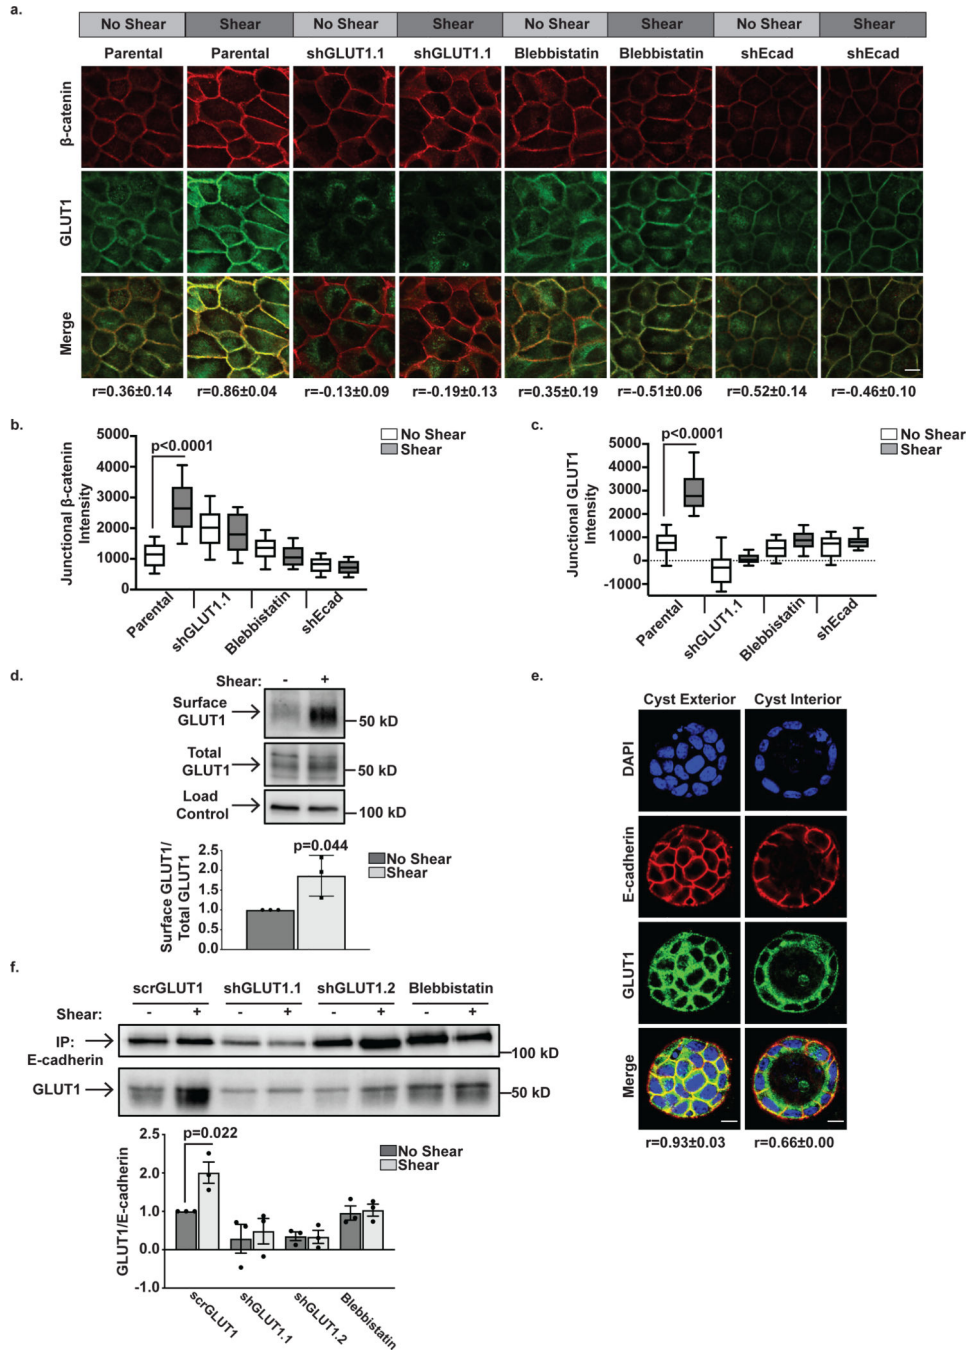 a.
No Shear Shear No Shear Shear No Shear Shear No Shear Shear
Parental Parental shGLUT1.1 shGLUT1.1 Blebbistatin Blebbistatin shEcad shEcad
β-catenin
GLUT1
Merge
r=0.36±0.14 r=0.86±0.04 r=-0.13±0.09 r=-0.19±0.13 r=0.35±0.19 r=-0.51±0.06 r=0.52±0.14 r=-0.46±0.10
b.
Junctional β-catenin
Intensity
5000
4000
3000
2000
1000
0
p<0.0001
No Shear
Shear
Parental
shGLUT1.1
Blebbistatin
shEcad
c.
Junctional GLUT1
Intensity
5000
4000
3000
2000
1000
0
-1000
p<0.0001
No Shear
Shear
Parental
shGLUT1.1
Blebbistatin
shEcad
d.
Shear: - +
Surface
GLUT1
50 kD
Total
GLUT1
50 kD
Load
Control
100 kD
Surface GLUT1/
Total GLUT1
2.5
2.0
1.5
1.0
0.5
0.0
p=0.044
No Shear
Shear
e.
Cyst Exterior Cyst Interior
DAPI
E-cadherin
GLUT1
Merge
r=0.93±0.03 r=0.66±0.00
f.
scrGLUT1 shGLUT1.1 shGLUT1.2 Blebbistatin
Shear: - + - + - + - +
IP:
E-cadherin
100 kD
GLUT1
50 kD
GLUT1/E-cadherin
2.5
2.0
1.0
0.0
-1.0
p=0.022
No Shear
Shear
scrGLUT1
shGLUT1.1
shGLUT1.2
Blebbistatin